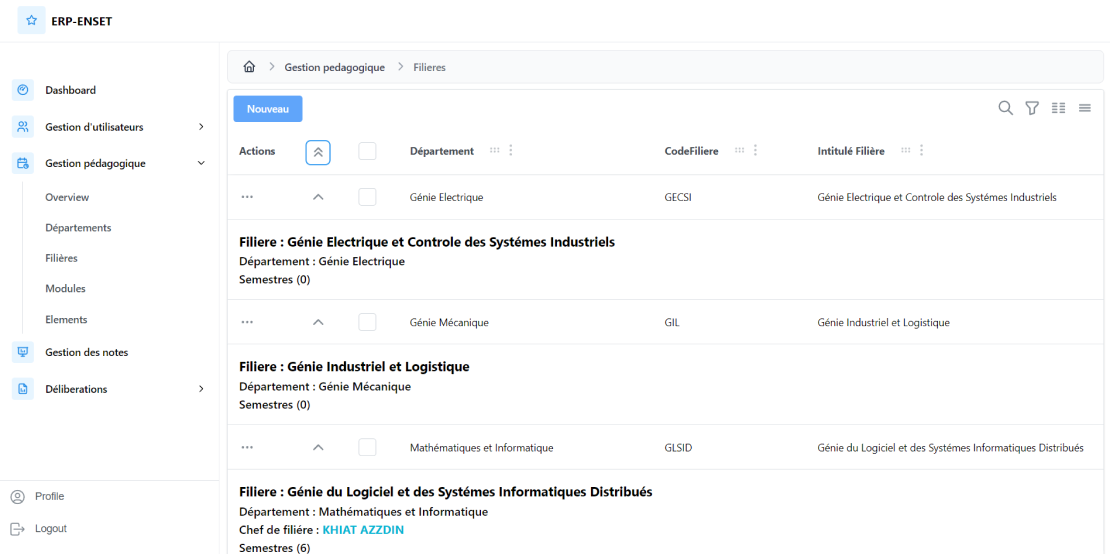 ERP-ENSET
Gestion pedagogique
Filieres
Dashboard
Gestion d'utilisateurs
Gestion pédagogique
Overview
Départements
Filières
Modules
Elements
Gestion des notes
Déliberations
Profile
Logout
Nouveau
Actions Département CodeFiliere Intitulé Filière
Génie Electrique GECSI Génie Electrique et Controle des Systémes Industriels
Filiere : Génie Electrique et Controle des Systémes Industriels
Département : Génie Electrique
Semestres (0)
Génie Mécanique GIL Génie Industriel et Logistique
Filiere : Génie Industriel et Logistique
Département : Génie Mécanique
Semestres (0)
Mathématiques et Informatique GLSID Génie du Logiciel et des Systémes Informatiques Distribués
Filiere : Génie du Logiciel et des Systémes Informatiques Distribués
Département : Mathématiques et Informatique
Chef de filiére : KHIAT AZZDIN
Semestres (6)